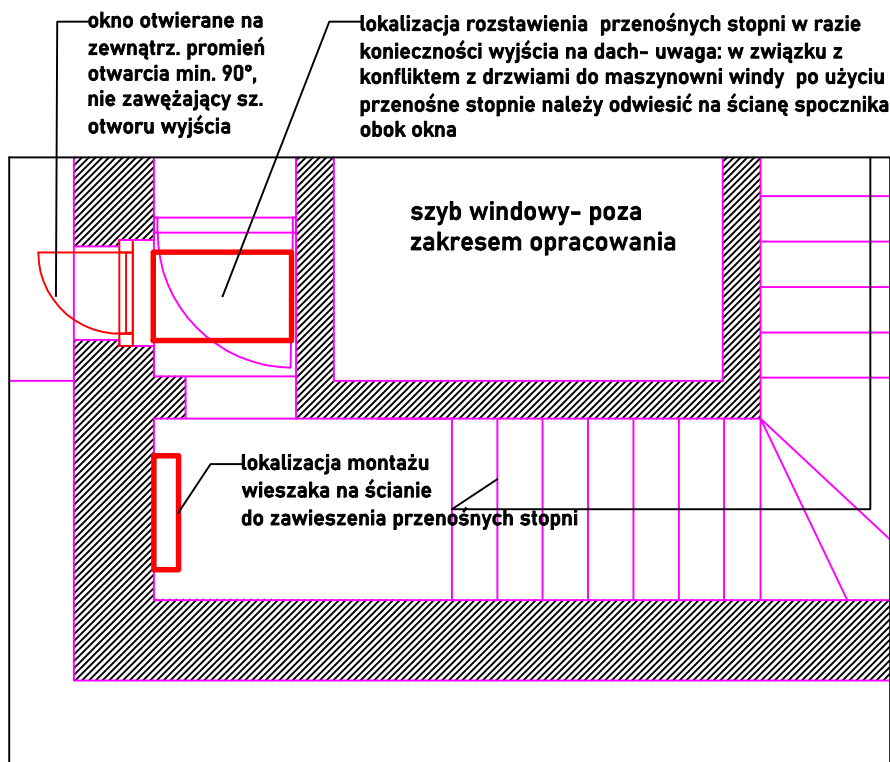 okno otwierane na
zewnątrz. promień
otwarcia min. 90°,
nie zawężający sz.
otworu wyjścia
lokalizacja rozstawienia przenośnych stopni w razie
konieczności wyjścia na dach- uwaga: w związku z
konfliktem z drzwiami do maszynowni windy po użyciu
przenośne stopnie należy odwiesić na ścianę spocznika
obok okna
szyb windowy- poza
zakresem opracowania
lokalizacja montażu
wieszaka na ścianie
do zawieszenia przenośnych stopni